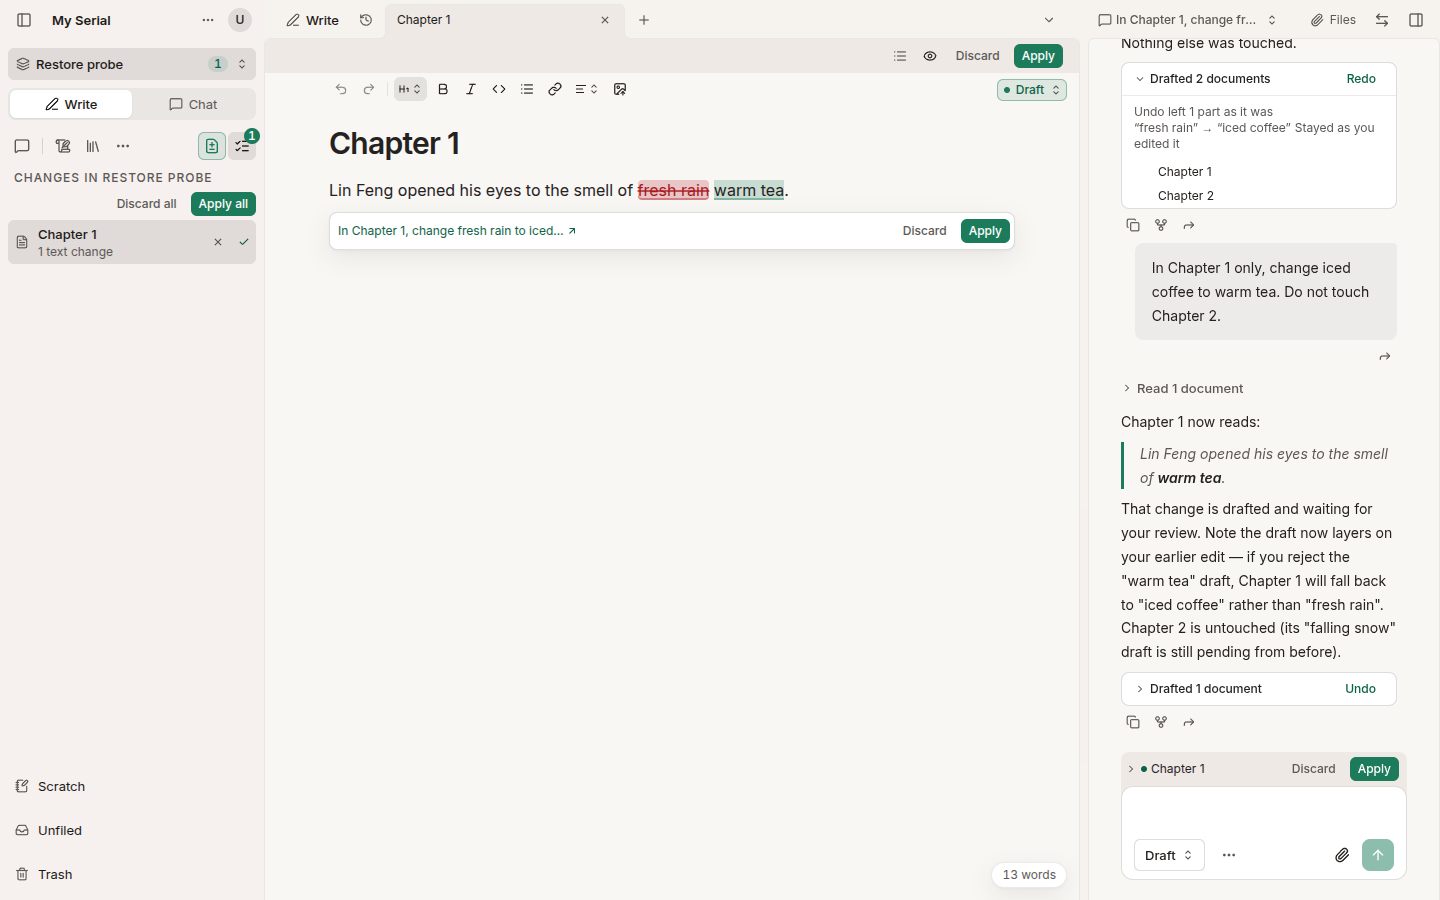 My Serial
U
Restore probe
1
Write
Chat
1
CHANGES IN RESTORE PROBE
Discard all
Apply all
Chapter 1
1 text change
Scratch
Unfiled
Trash
Write
Chapter 1
Discard
Apply
H1
B
I
Draft
Chapter 1
Lin Feng opened his eyes to the smell of fresh rain warm tea.
In Chapter 1, change fresh rain to iced...
Discard
Apply
13 words
In Chapter 1, change fr...
Files
Nothing else was touched.
Drafted 2 documents
Redo
Undo left 1 part as it was
“fresh rain” → “iced coffee” Stayed as you
edited it
Chapter 1
Chapter 2
In Chapter 1 only, change iced
coffee to warm tea. Do not touch
Chapter 2.
Read 1 document
Chapter 1 now reads:
Lin Feng opened his eyes to the smell
of warm tea.
That change is drafted and waiting for
your review. Note the draft now layers on
your earlier edit — if you reject the
"warm tea" draft, Chapter 1 will fall back
to "iced coffee" rather than "fresh rain".
Chapter 2 is untouched (its "falling snow"
draft is still pending from before).
Drafted 1 document
Undo
Chapter 1
Discard
Apply
Draft